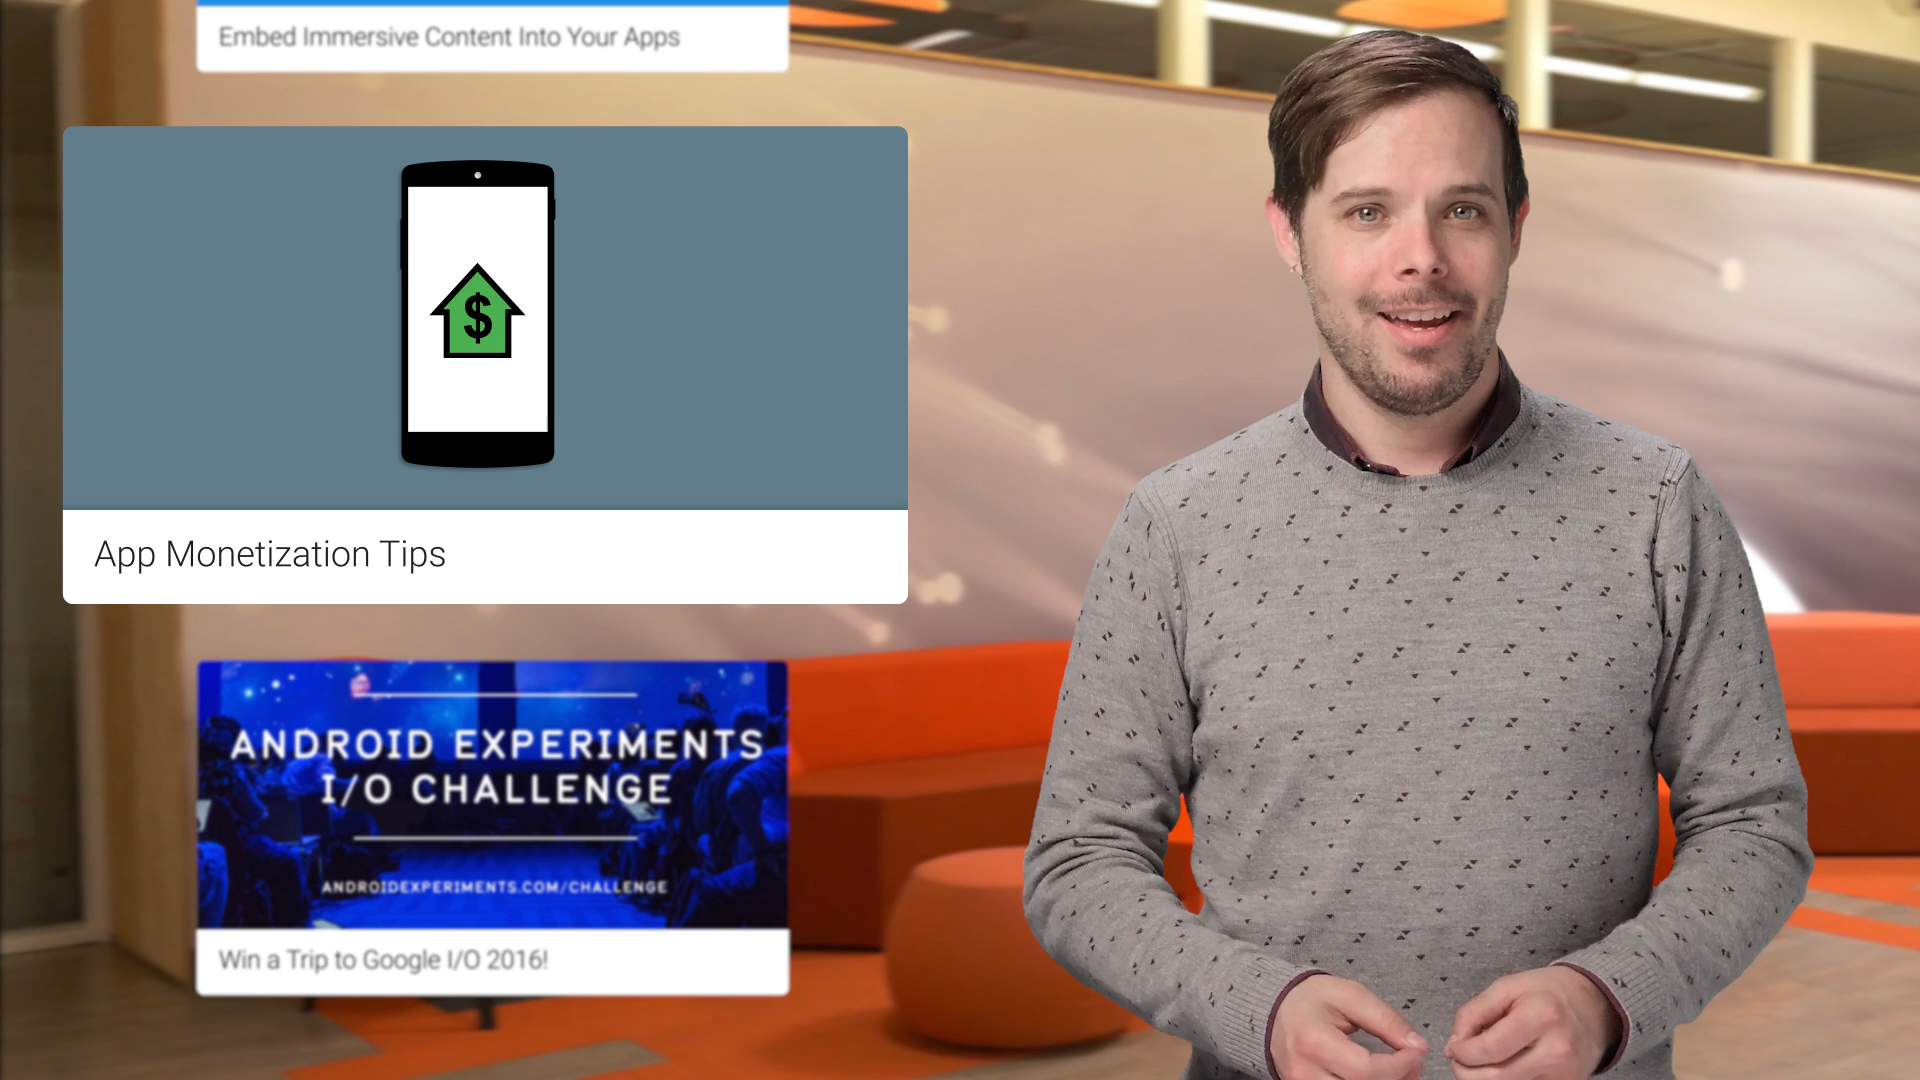 Embed Immersive Content Into Your Apps
$
App Monetization Tips
ANDROID EXPERIMENTS
I/O CHALLENGE
ANDROIDEXPERIMENTS.COM/CHALLENGE
Win a Trip to Google I/O 2016!